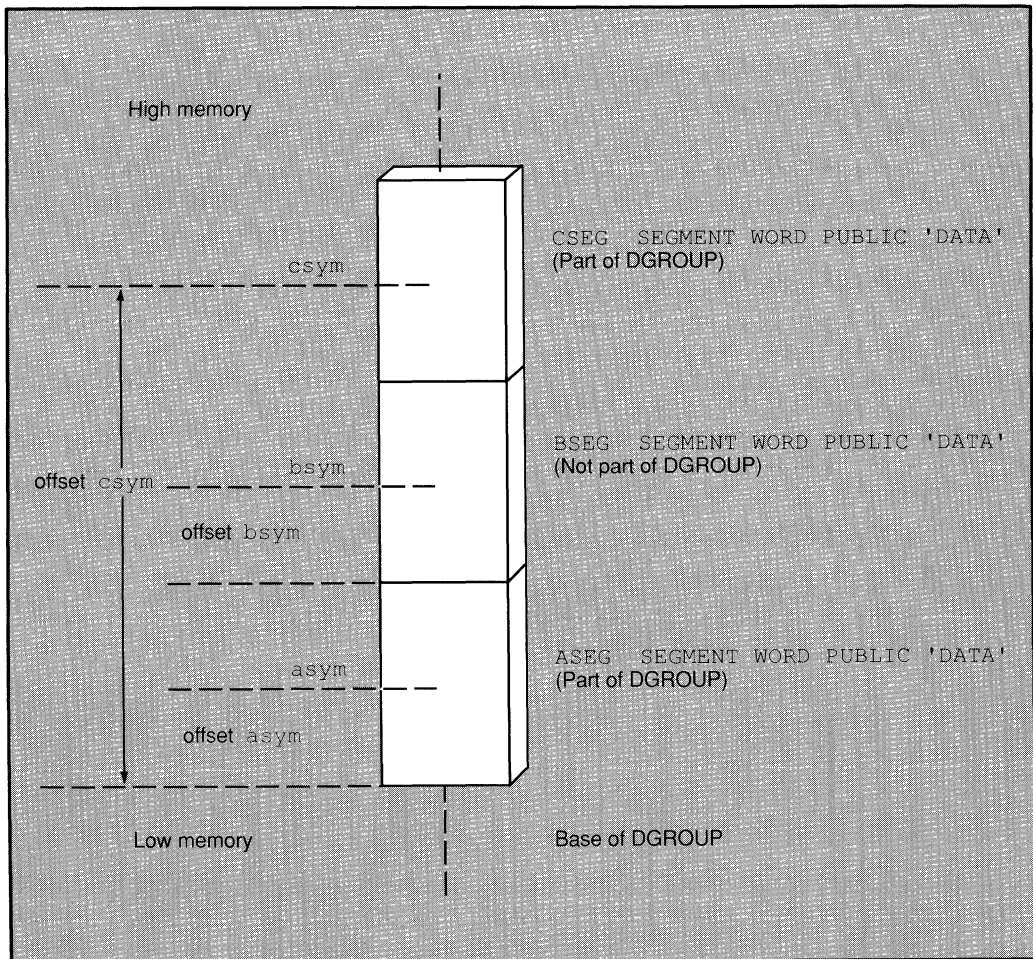 High memory
CSEG SEGMENT WORD PUBLIC 'DATA'
(Part of DGROUP)
csym
BSEG SEGMENT WORD PUBLIC 'DATA'
(Not part of DGROUP)
bsym
offset csym
offset bsym
ASEG SEGMENT WORD PUBLIC 'DATA'
(Part of DGROUP)
asym
offset asym
Low memory
Base of DGROUP